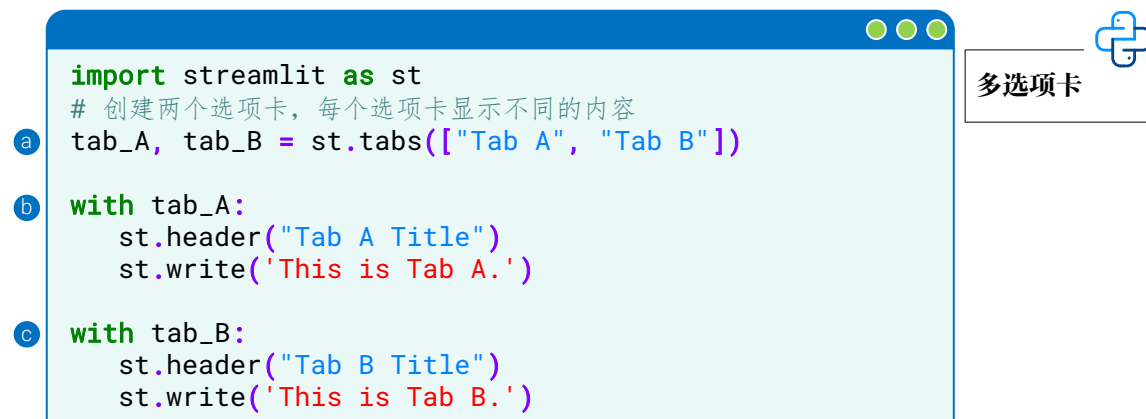 import streamlit as st
# 创建两个选项卡，每个选项卡显示不同的内容
a tab_A, tab_B = st.tabs(["Tab A", "Tab B"])
b with tab_A:
st.header("Tab A Title")
st.write('This is Tab A.')
c with tab_B:
st.header("Tab B Title")
st.write('This is Tab B.')
多选项卡